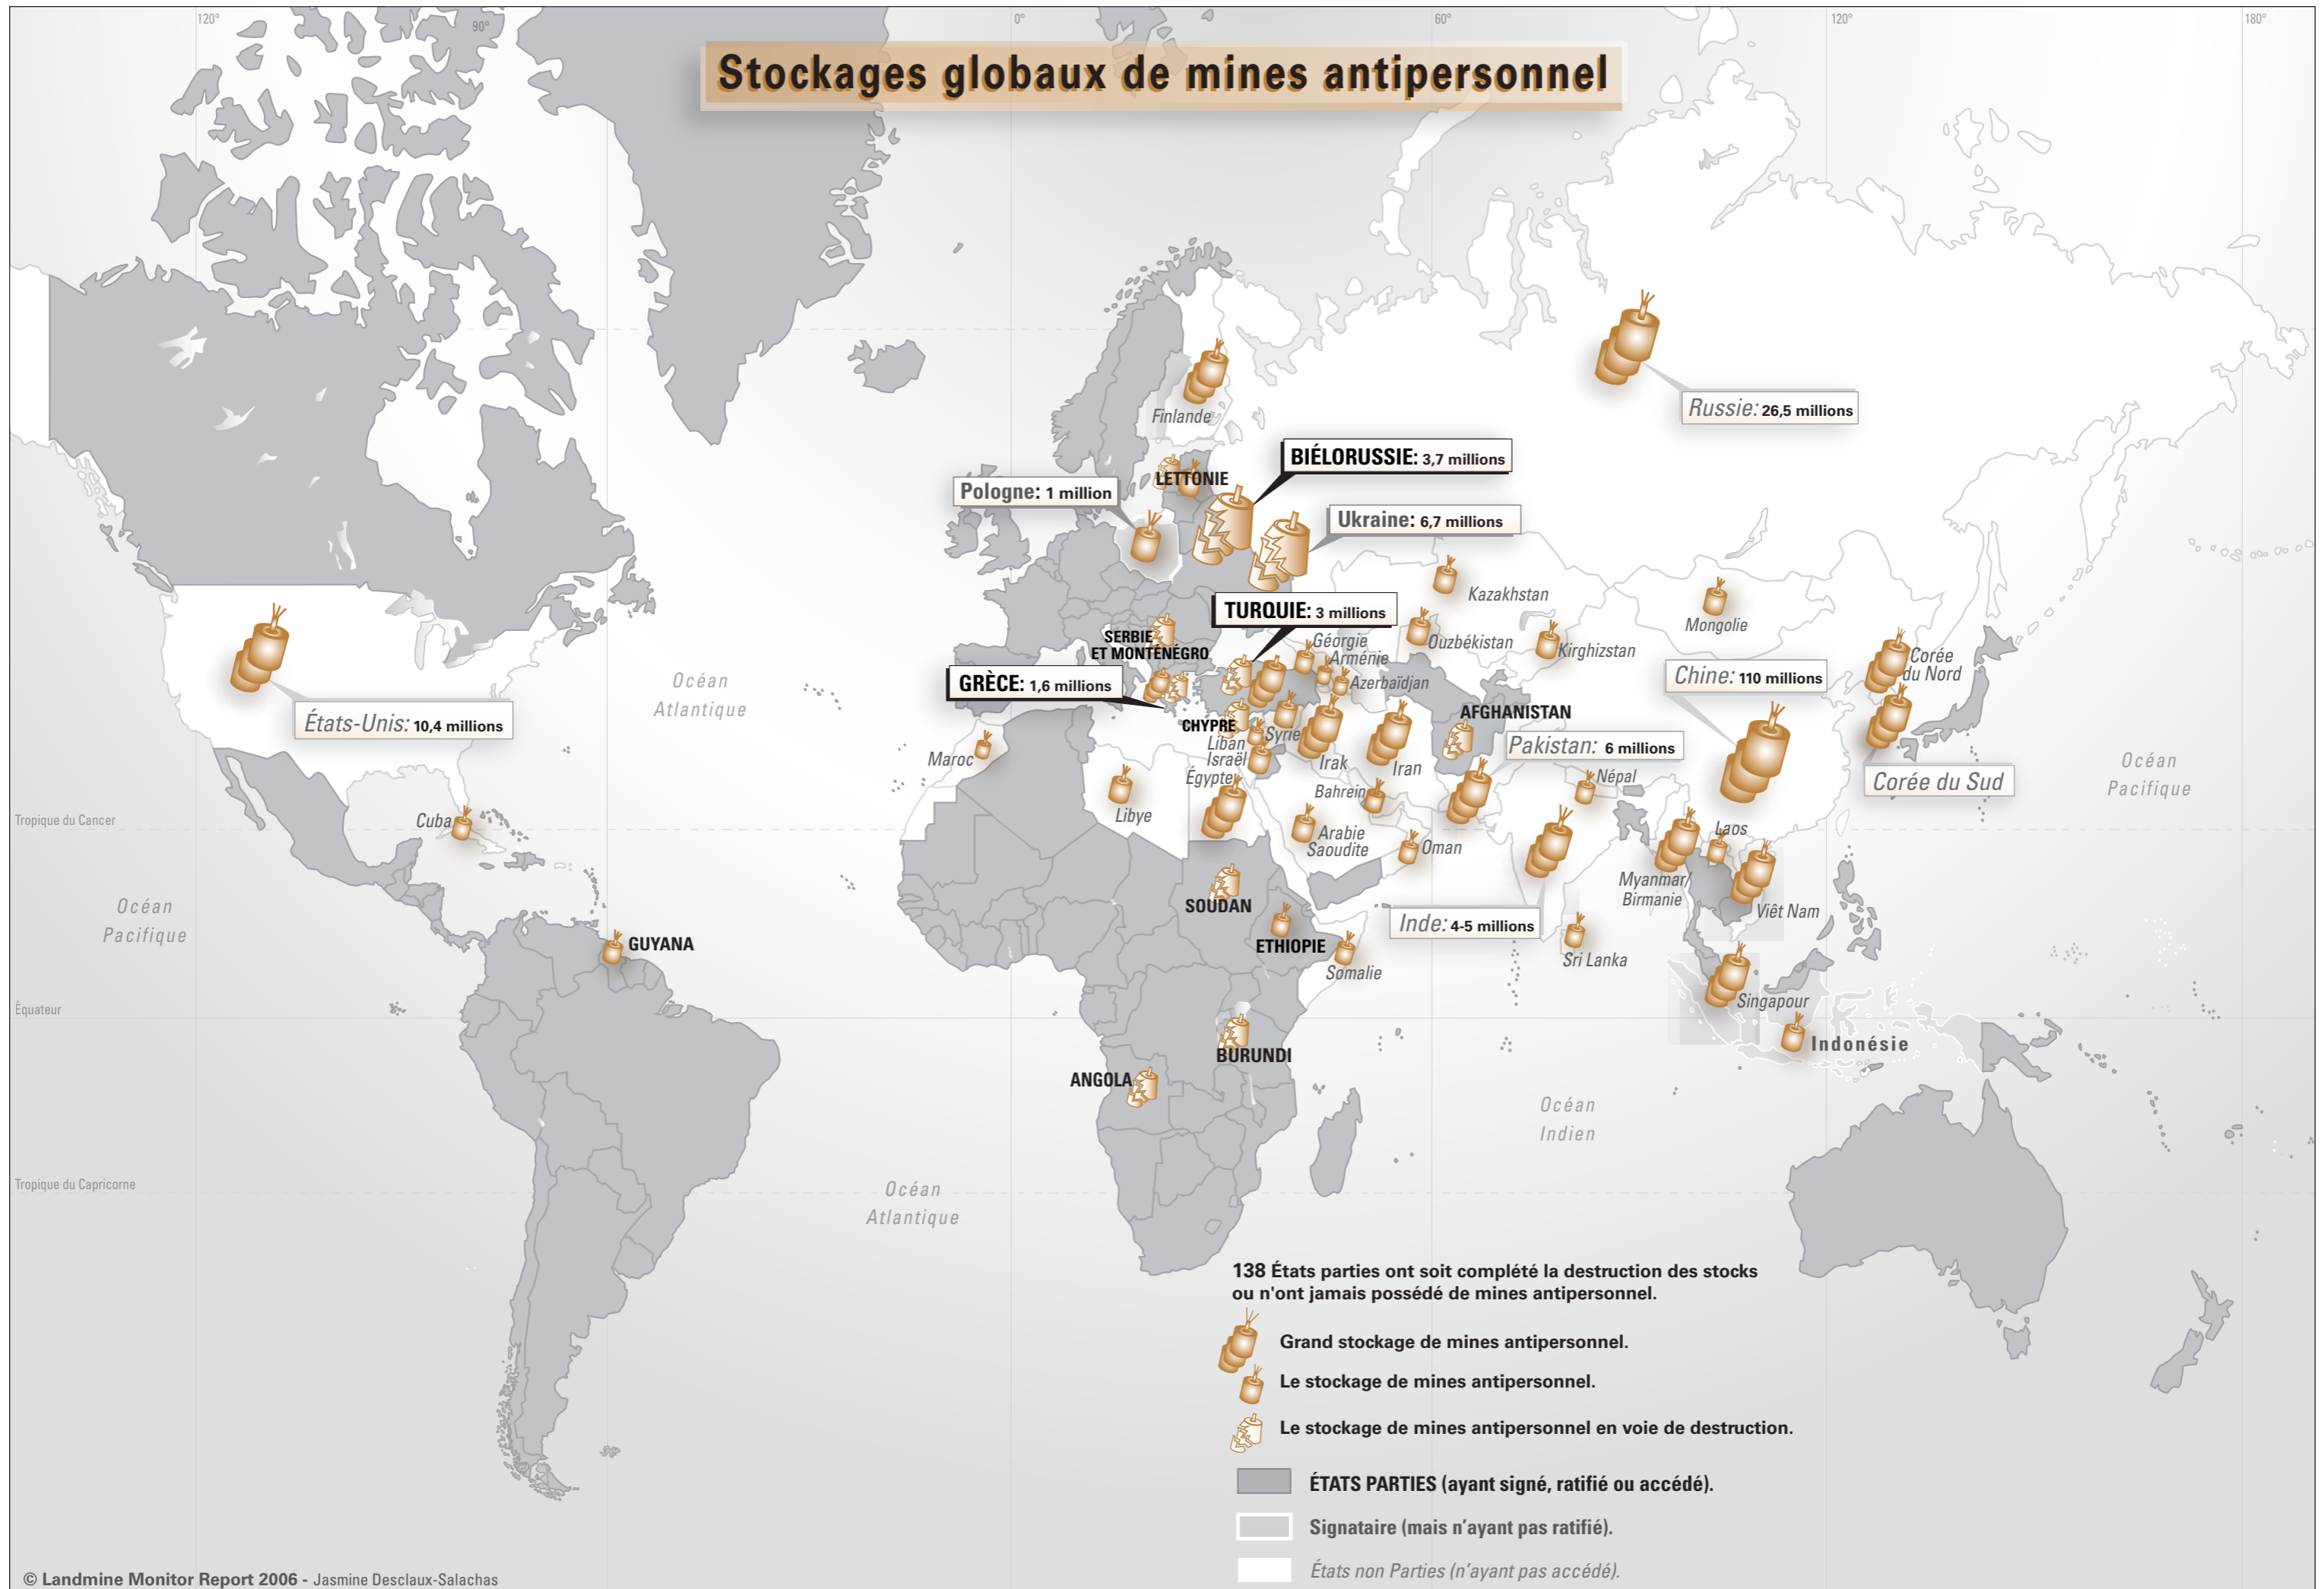 120°
90°
0°
60°
120°
180°
Stockages globaux de mines antipersonnel
Finlande
Russie: 26,5 millions
BIÉLORUSSIE: 3,7 millions
LETTONIE
Pologne: 1 million
Ukraine: 6,7 millions
Kazakhstan
Mongolie
TURQUIE: 3 millions
SERBIE
ET MONTÉNÉGRO
Géorgie
Arménie
Azerbaïdjan
Ouzbékistan
Kirghizstan
Corée
du Nord
Chine: 110 millions
GRÈCE: 1,6 millions
Océan
Atlantique
États-Unis: 10,4 millions
CHYPRE
Syrie
Liban
Israël
Égypte
Irak
Iran
AFGHANISTAN
Pakistan: 6 millions
Maroc
Corée du Sud
Océan
Pacifique
Népal
Bahrein
Libye
Cuba
Tropique du Cancer
Arabie
Saoudite
Oman
Laos
Myanmar/
Birmanie
Viêt Nam
Océan
Pacifique
SOUDAN
Inde: 4-5 millions
GUYANA
ETHIOPIE
Somalie
Sri Lanka
Singapour
Équateur
Indonésie
BURUNDI
ANGOLA
Océan
Indien
Tropique du Capricorne
Océan
Atlantique
138 États parties ont soit complété la destruction des stocks
ou n'ont jamais possédé de mines antipersonnel.
Grand stockage de mines antipersonnel.
Le stockage de mines antipersonnel.
Le stockage de mines antipersonnel en voie de destruction.
ÉTATS PARTIES (ayant signé, ratifié ou accédé).
Signataire (mais n'ayant pas ratifié).
États non Parties (n'ayant pas accédé).
© Landmine Monitor Report 2006 - Jasmine Desclaux-Salachas